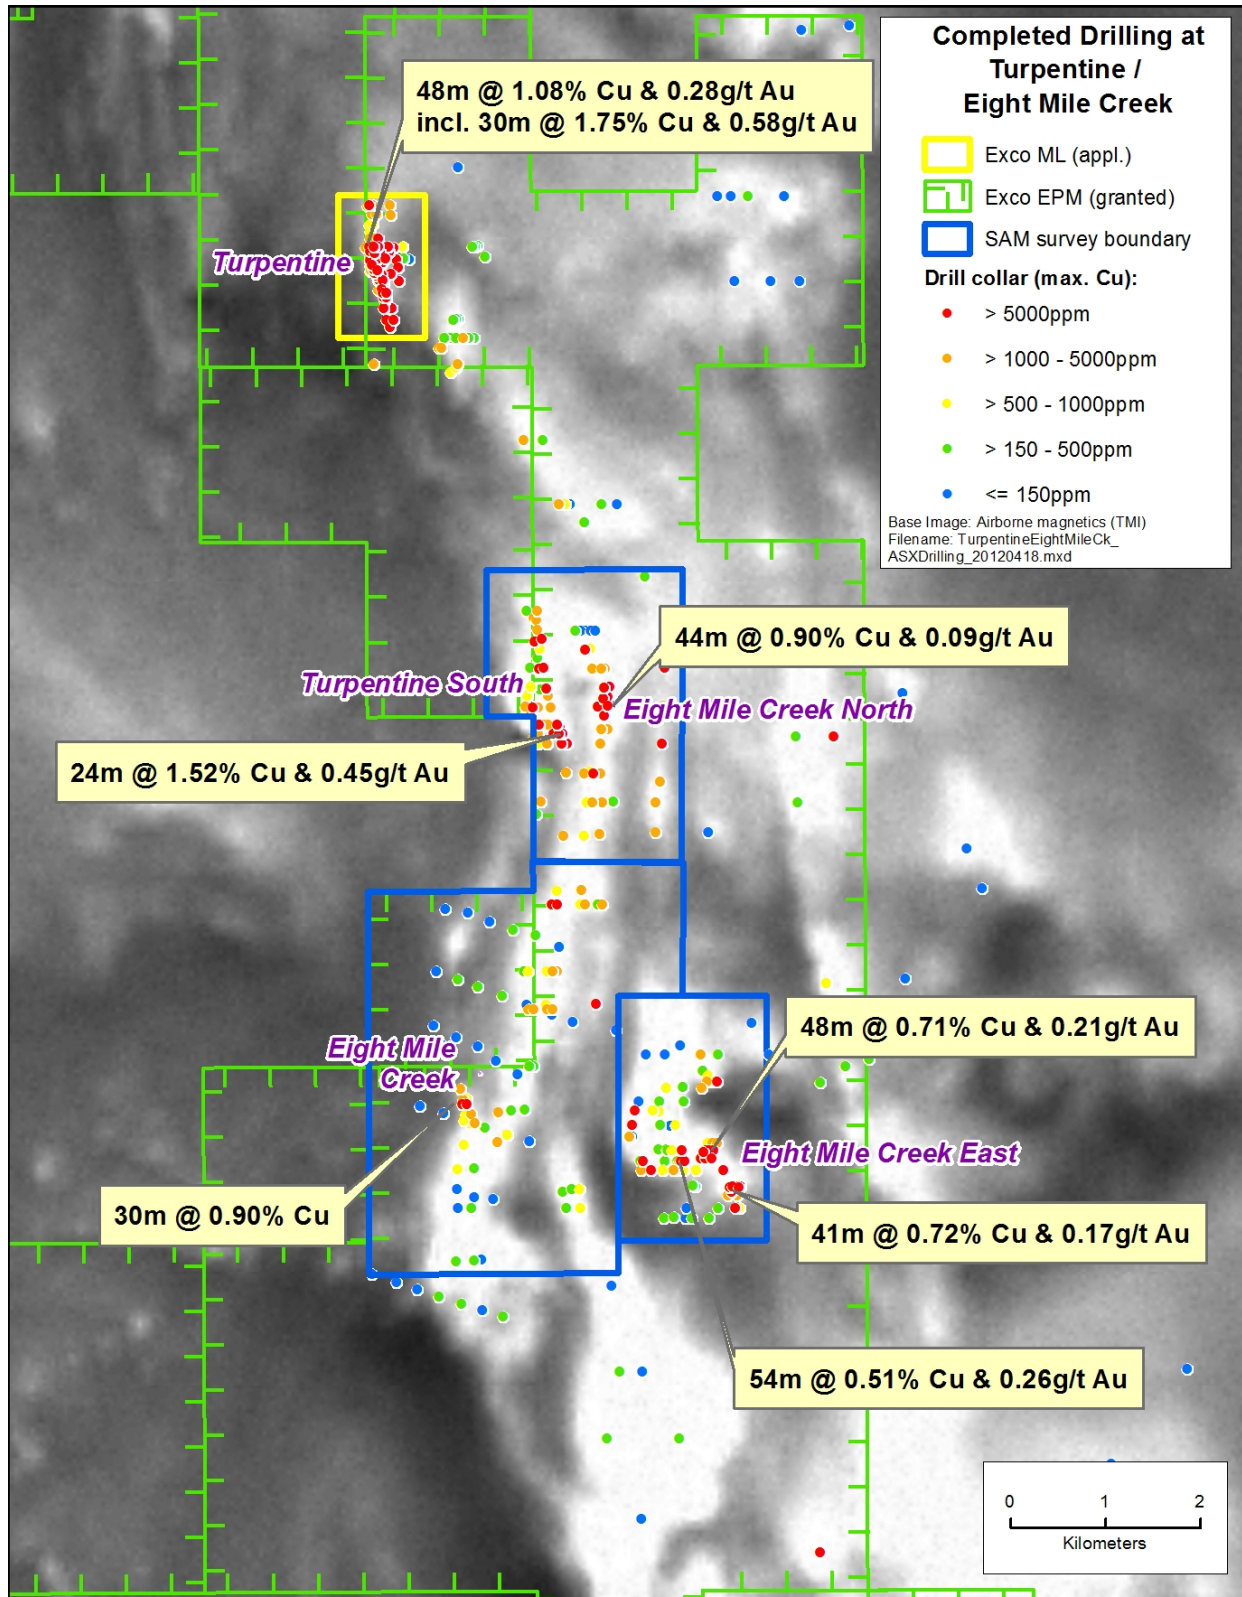 Completed Drilling at
Turpentine /
Eight Mile Creek
Exco ML (appl.)
Exco EPM (granted)
SAM survey boundary
Drill collar (max. Cu):
> 5000ppm
> 1000 - 5000ppm
> 500 - 1000ppm
> 150 - 500ppm
<= 150ppm
Base Image: Airborne magnetics (TMI)
Filename: TurpentineEightMileCk_
ASXDrilling_20120418.mxd
48m @ 1.08% Cu & 0.28g/t Au
incl. 30m @ 1.75% Cu & 0.58g/t Au
Turpentine
44m @ 0.90% Cu & 0.09g/t Au
Turpentine South
Eight Mile Creek North
24m @ 1.52% Cu & 0.45g/t Au
48m @ 0.71% Cu & 0.21g/t Au
Eight Mile
Creek
Eight Mile Creek East
30m @ 0.90% Cu
41m @ 0.72% Cu & 0.17g/t Au
54m @ 0.51% Cu & 0.26g/t Au
0 1 2
Kilometers